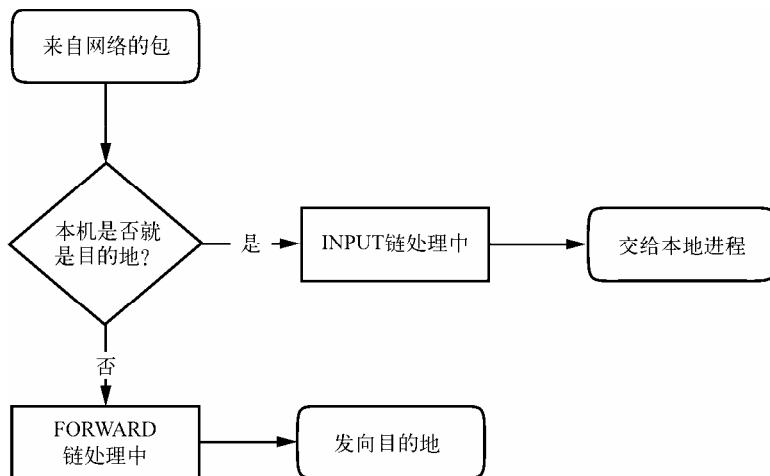 来自网络的包
本机是否就
是目的地?
是
INPUT链处理中
交给本地进程
否
FORWARD
链处理中
发向目的地